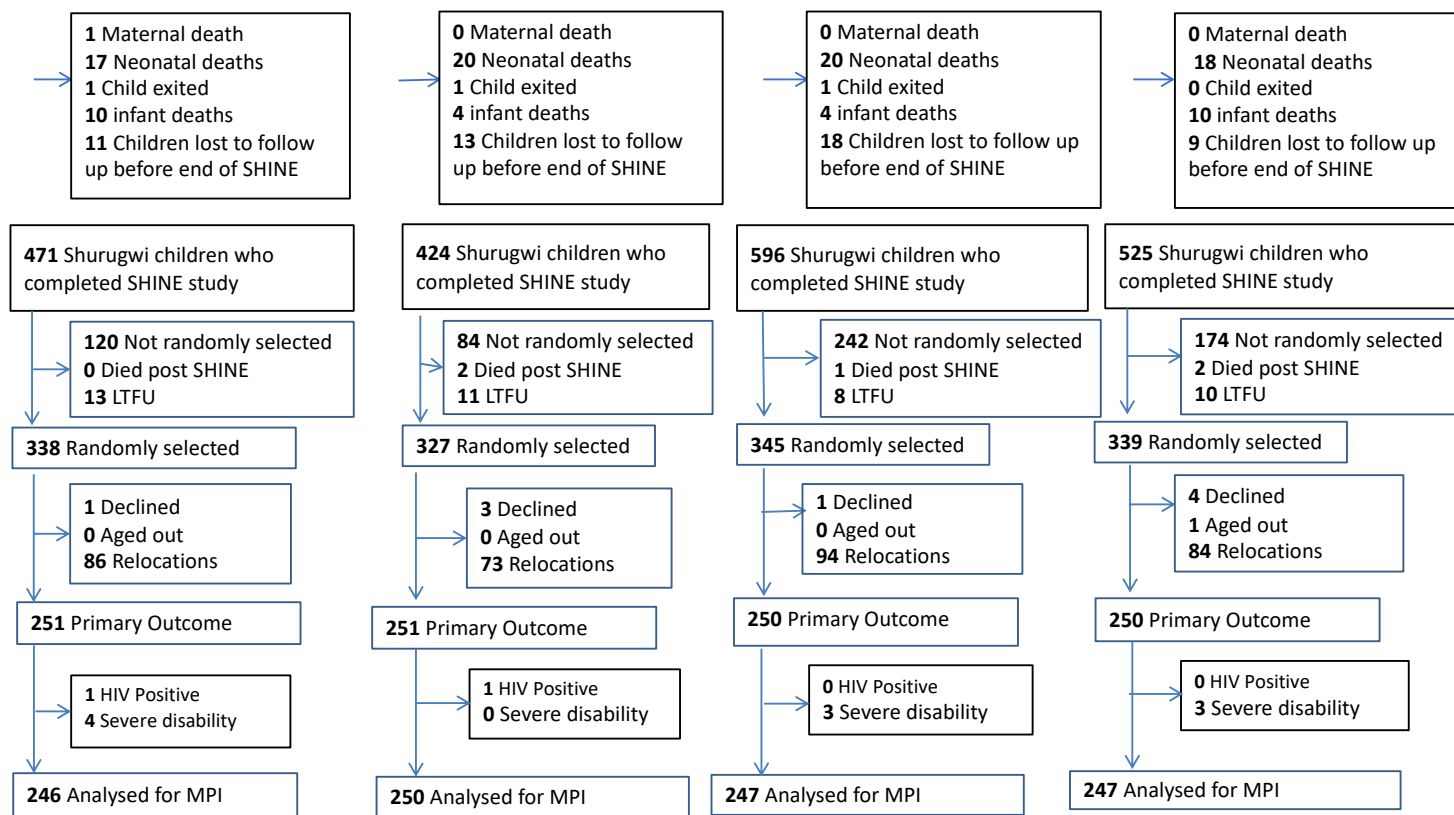 1 Maternal death
17 Neonatal deaths
1 Child exited
10 infant deaths
11 Children lost to follow
up before end of SHINE
0 Maternal death
20 Neonatal deaths
1 Child exited
4 infant deaths
13 Children lost to follow
up before end of SHINE
0 Maternal death
20 Neonatal deaths
1 Child exited
4 infant deaths
18 Children lost to follow up
before end of SHINE
0 Maternal death
18 Neonatal deaths
0 Child exited
10 infant deaths
9 Children lost to follow up
before end of SHINE
471 Shurugwi children who
completed SHINE study
424 Shurugwi children who
completed SHINE study
596 Shurugwi children who
completed SHINE study
525 Shurugwi children who
completed SHINE study
120 Not randomly selected
0 Died post SHINE
13 LTFU
84 Not randomly selected
2 Died post SHINE
11 LTFU
242 Not randomly selected
1 Died post SHINE
8 LTFU
174 Not randomly selected
2 Died post SHINE
10 LTFU
338 Randomly selected
327 Randomly selected
345 Randomly selected
339 Randomly selected
1 Declined
0 Aged out
86 Relocations
3 Declined
0 Aged out
73 Relocations
1 Declined
0 Aged out
94 Relocations
4 Declined
1 Aged out
84 Relocations
251 Primary Outcome
251 Primary Outcome
250 Primary Outcome
250 Primary Outcome
1 HIV Positive
4 Severe disability
1 HIV Positive
0 Severe disability
0 HIV Positive
3 Severe disability
0 HIV Positive
3 Severe disability
246 Analysed for MPI
250 Analysed for MPI
247 Analysed for MPI
247 Analysed for MPI